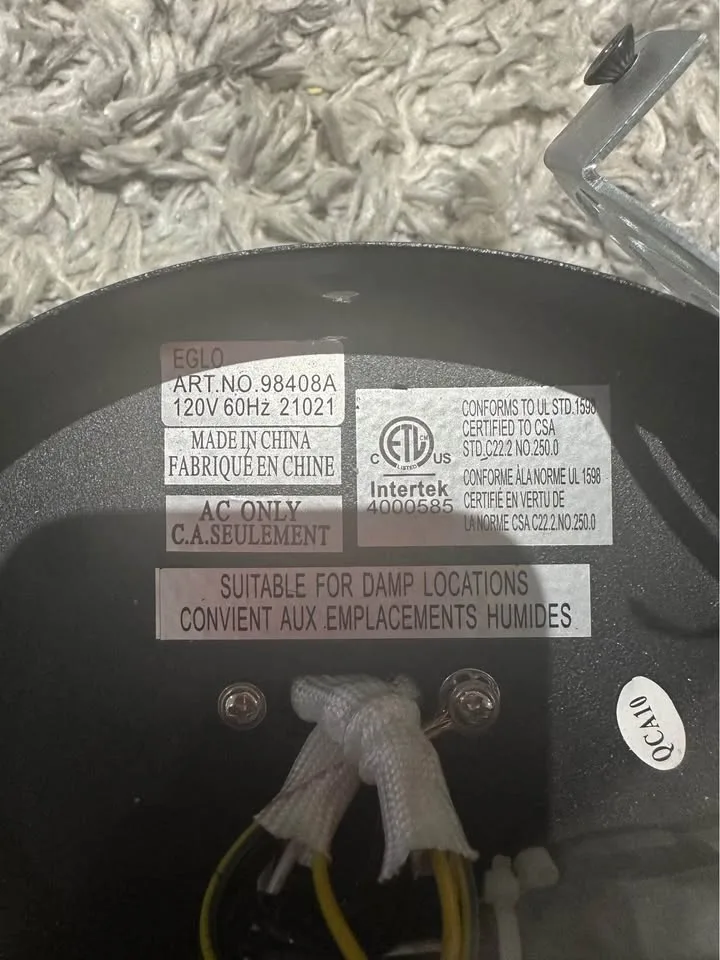 EGLO
ART.NO.98408A
120V 60Hz 21021
MADE IN CHINA
FABRIQUÉ EN CHINE
AC ONLY
C.A.SEULEMENT
ETL CM
C LISTED US
Intertek
4000585
CONFORMS TO UL STD.1598
CERTIFIED TO CSA
STD.C22.2 NO.250.0
CONFORME ÀLA NORME UL 1598
CERTIFIÉ EN VERTU DE
LA NORME CSA C22.2.NO.250.0
SUITABLE FOR DAMP LOCATIONS
CONVIENT AUX EMPLACEMENTS HUMIDES
QCA10